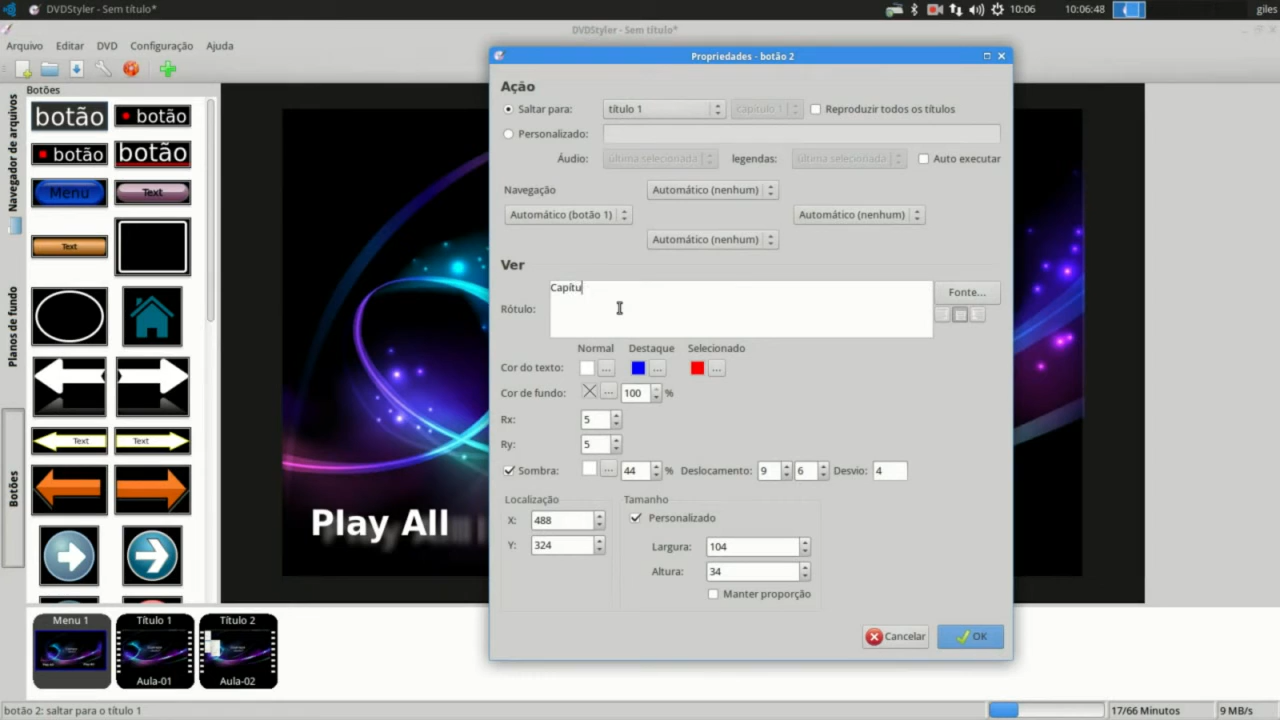 DVDStyler - Sem título*
10:06
10:06:48
giles
DVDStyler - Sem título*
Arquivo
Editar
DVD
Configuração
Ajuda
Navegador de arquivos
Planos de fundo
Botões
Botões
botão
botão
botão
botão
Menu
Text
Text
Text
Text
Play All
Propriedades - botão 2
Ação
Saltar para:
título 1
capítulo 1
Reproduzir todos os títulos
Personalizado:
Áudio:
última selecionada
legendas:
última selecionada
Auto executar
Navegação
Automático (nenhum)
Automático (botão 1)
Automático (nenhum)
Automático (nenhum)
Ver
Rótulo:
Capítu
Fonte...
Normal
Destaque
Selecionado
Cor do texto:
...
...
...
Cor de fundo:
...
100
%
Rx:
5
Ry:
5
Sombra:
...
44
%
Deslocamento:
9
6
Desvio:
4
Localização
X:
488
Y:
324
Tamanho
Personalizado
Largura:
104
Altura:
34
Manter proporção
Cancelar
OK
Menu 1
Título 1
Aula-01
Título 2
Aula-02
botão 2: saltar para o título 1
17/66 Minutos
9 MB/s